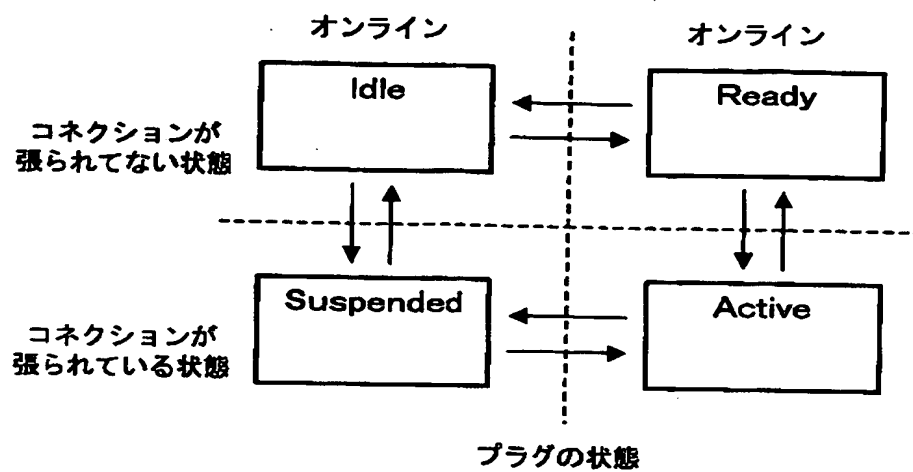 オンライン
オンライン
Idle
Ready
コネクションが
張られてない状態
Suspended
Active
コネクションが
張られている状態
プラグの状態